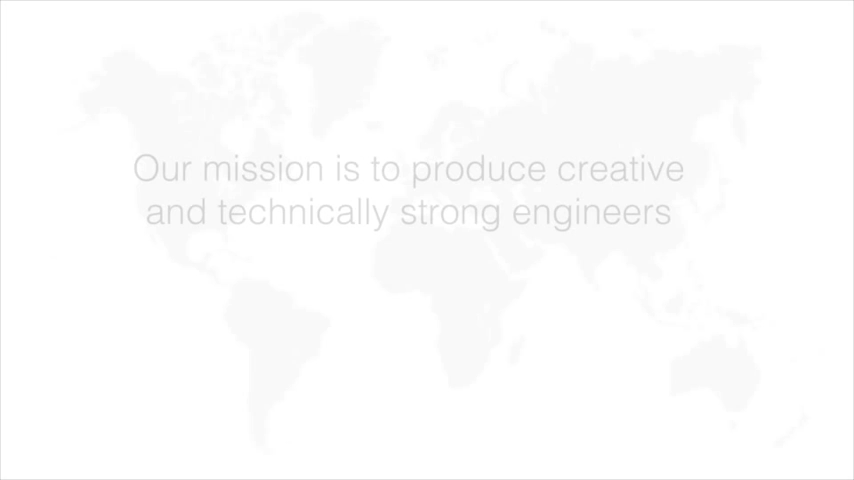 Our mission is to produce creative
and technically strong engineers